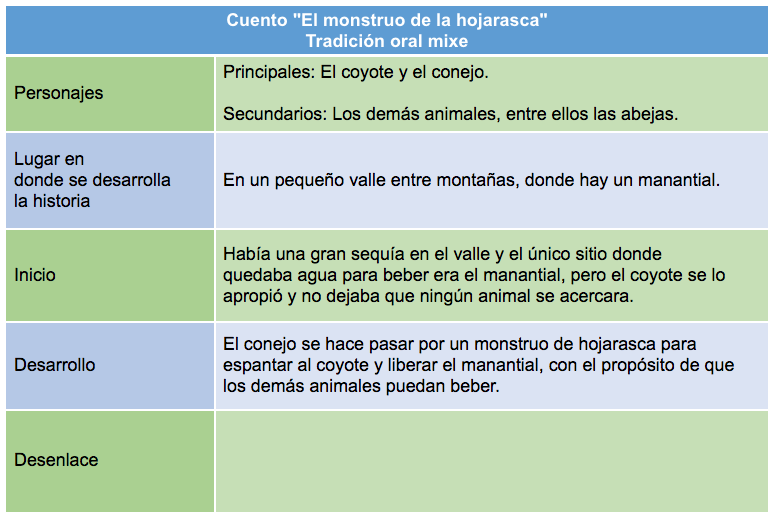 Cuento "El monstruo de la hojarasca"
Tradición oral mixe
Personajes
Principales: El coyote y el conejo.
Secundarios: Los demás animales, entre ellos las abejas.
Lugar en
donde se desarrolla
la historia
En un pequeño valle entre montañas, donde hay un manantial.
Inicio
Había una gran sequía en el valle y el único sitio donde
quedaba agua para beber era el manantial, pero el coyote se lo
apropió y no dejaba que ningún animal se acercara.
Desarrollo
El conejo se hace pasar por un monstruo de hojarasca para
espantar al coyote y liberar el manantial, con el propósito de que
los demás animales puedan beber.
Desenlace